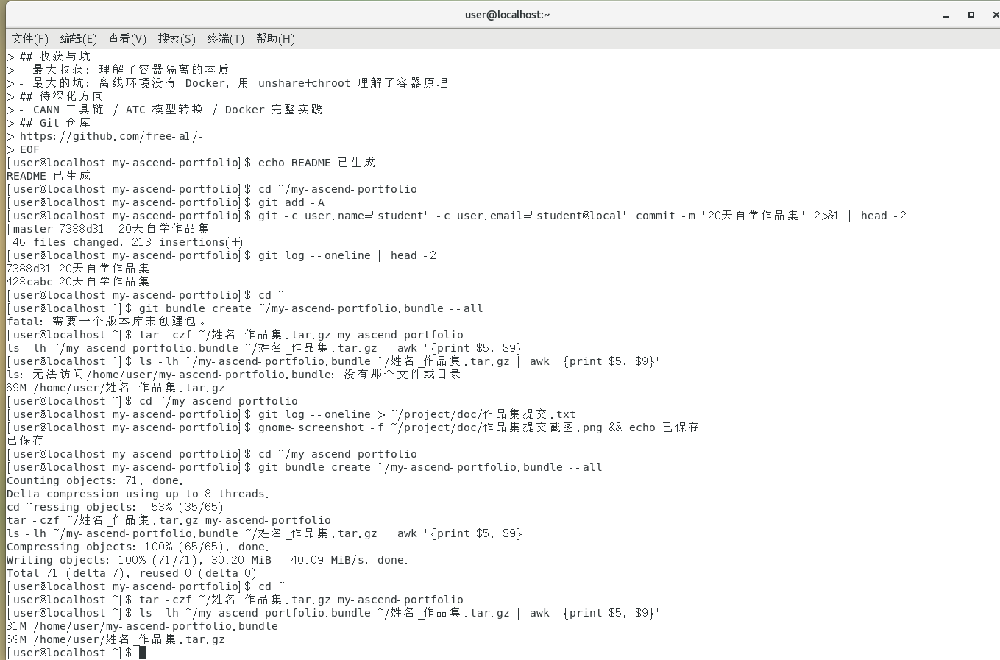 user@localhost:~
文件(F) 编辑(E) 查看(V) 搜索(S) 终端(T) 帮助(H)
> ## 收获与坑
> - 最大收获: 理解了容器隔离的本质
> - 最大的坑: 离线环境没有 Docker, 用 unshare+chroot 理解了容器原理
> ## 待深化方向
> - CANN 工具链 / ATC 模型转换 / Docker 完整实践
> ## Git 仓库
> https://github.com/free-a1/-
> EOF
[user@localhost my-ascend-portfolio]$ echo README 已生成
README 已生成
[user@localhost my-ascend-portfolio]$ cd ~/my-ascend-portfolio
[user@localhost my-ascend-portfolio]$ git add -A
[user@localhost my-ascend-portfolio]$ git -c user.name='student' -c user.email='student@local' commit -m '20天自学作品集' 2>&1 | head -2
[master 7388d31] 20天自学作品集
 46 files changed, 213 insertions(+)
[user@localhost my-ascend-portfolio]$ git log --oneline | head -2
7388d31 20天自学作品集
428cabc 20天自学作品集
[user@localhost my-ascend-portfolio]$ cd ~
[user@localhost ~]$ git bundle create ~/my-ascend-portfolio.bundle --all
fatal: 需要一个版本库来创建包。
[user@localhost ~]$ tar -czf ~/姓名_作品集.tar.gz my-ascend-portfolio
ls -lh ~/my-ascend-portfolio.bundle ~/姓名_作品集.tar.gz | awk '{print $5, $9}'
[user@localhost ~]$ ls -lh ~/my-ascend-portfolio.bundle ~/姓名_作品集.tar.gz | awk '{print $5, $9}'
ls: 无法访问/home/user/my-ascend-portfolio.bundle: 没有那个文件或目录
69M /home/user/姓名_作品集.tar.gz
[user@localhost ~]$ cd ~/my-ascend-portfolio
[user@localhost my-ascend-portfolio]$ git log --oneline > ~/project/doc/作品集提交.txt
[user@localhost my-ascend-portfolio]$ gnome-screenshot -f ~/project/doc/作品集提交截图.png && echo 已保存
已保存
[user@localhost my-ascend-portfolio]$ cd ~/my-ascend-portfolio
[user@localhost my-ascend-portfolio]$ git bundle create ~/my-ascend-portfolio.bundle --all
Counting objects: 71, done.
Delta compression using up to 8 threads.
cd ~ressing objects:  53% (35/65)
tar -czf ~/姓名_作品集.tar.gz my-ascend-portfolio
ls -lh ~/my-ascend-portfolio.bundle ~/姓名_作品集.tar.gz | awk '{print $5, $9}'
Compressing objects: 100% (65/65), done.
Writing objects: 100% (71/71), 30.20 MiB | 40.09 MiB/s, done.
Total 71 (delta 7), reused 0 (delta 0)
[user@localhost my-ascend-portfolio]$ cd ~
[user@localhost ~]$ tar -czf ~/姓名_作品集.tar.gz my-ascend-portfolio
[user@localhost ~]$ ls -lh ~/my-ascend-portfolio.bundle ~/姓名_作品集.tar.gz | awk '{print $5, $9}'
31M /home/user/my-ascend-portfolio.bundle
69M /home/user/姓名_作品集.tar.gz
[user@localhost ~]$